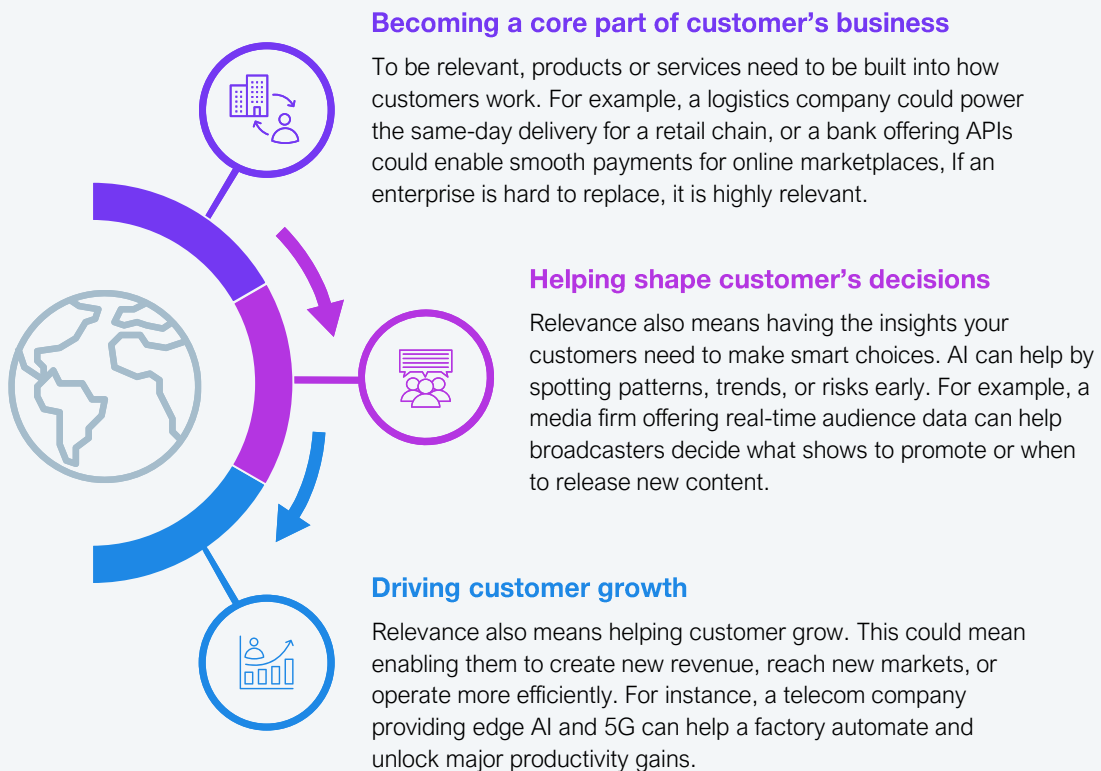 Becoming a core part of customer’s business
To be relevant, products or services need to be built into how
customers work. For example, a logistics company could power
the same-day delivery for a retail chain, or a bank offering APIs
could enable smooth payments for online marketplaces, If an
enterprise is hard to replace, it is highly relevant.
Helping shape customer’s decisions
Relevance also means having the insights your
customers need to make smart choices. AI can help by
spotting patterns, trends, or risks early. For example, a
media firm offering real-time audience data can help
broadcasters decide what shows to promote or when
to release new content.
Driving customer growth
Relevance also means helping customer grow. This could mean
enabling them to create new revenue, reach new markets, or
operate more efficiently. For instance, a telecom company
providing edge AI and 5G can help a factory automate and
unlock major productivity gains.